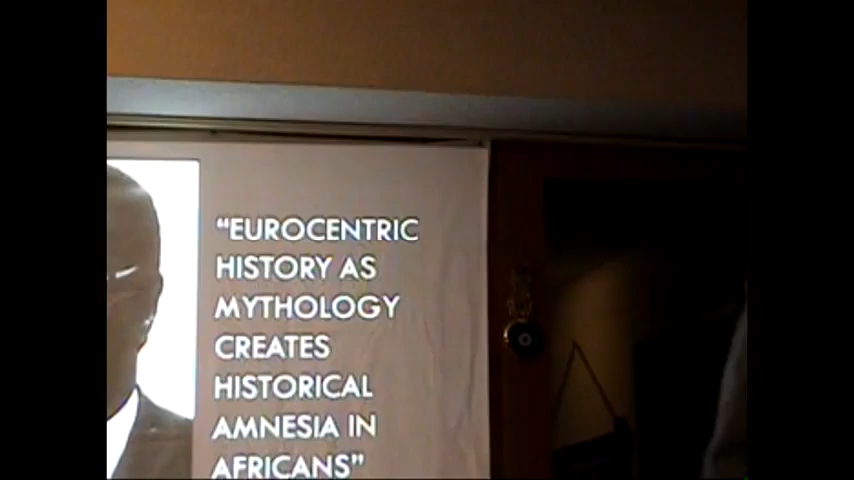 “EUROCENTRIC
HISTORY AS
MYTHOLOGY
CREATES
HISTORICAL
AMNESIA IN
AFRICANS”